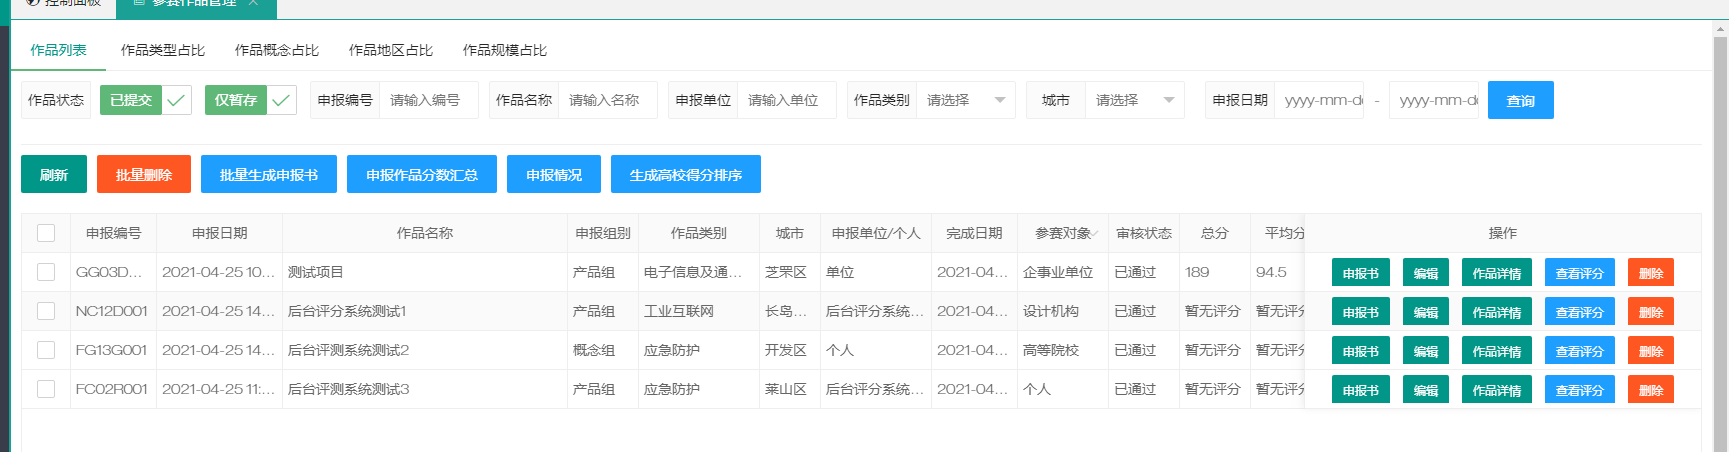 控制面板 参赛作品管理
作品列表 作品类型占比 作品概念占比 作品地区占比 作品规模占比
作品状态 已提交 仅暂存 申报编号 请输入编号 作品名称 请输入名称 申报单位 请输入单位 作品类别 请选择 城市 请选择 申报日期 yyyy-mm-dd - yyyy-mm-dd 查询
刷新 批量删除 批量生成申报书 申报作品分数汇总 申报情况 生成高校得分排序
申报编号 申报日期 作品名称 申报组别 作品类别 城市 申报单位/个人 完成日期 参赛对象 审核状态 总分 平均分 操作
GG03D... 2021-04-25 10... 测试项目 产品组 电子信息及通... 芝罘区 单位 2021-04... 企事业单位 已通过 189 94.5 申报书 编辑 作品详情 查看评分 删除
NC12D001 2021-04-25 14... 后台评分系统测试1 产品组 工业互联网 长岛... 后台评分系统... 2021-04... 设计机构 已通过 暂无评分 暂无评分 申报书 编辑 作品详情 查看评分 删除
FG13G001 2021-04-25 14... 后台评测系统测试2 概念组 应急防护 开发区 个人 2021-04... 高等院校 已通过 暂无评分 暂无评分 申报书 编辑 作品详情 查看评分 删除
FC02R001 2021-04-25 11:... 后台评测系统测试3 产品组 应急防护 莱山区 后台评分系统... 2021-04... 个人 已通过 暂无评分 暂无评分 申报书 编辑 作品详情 查看评分 删除